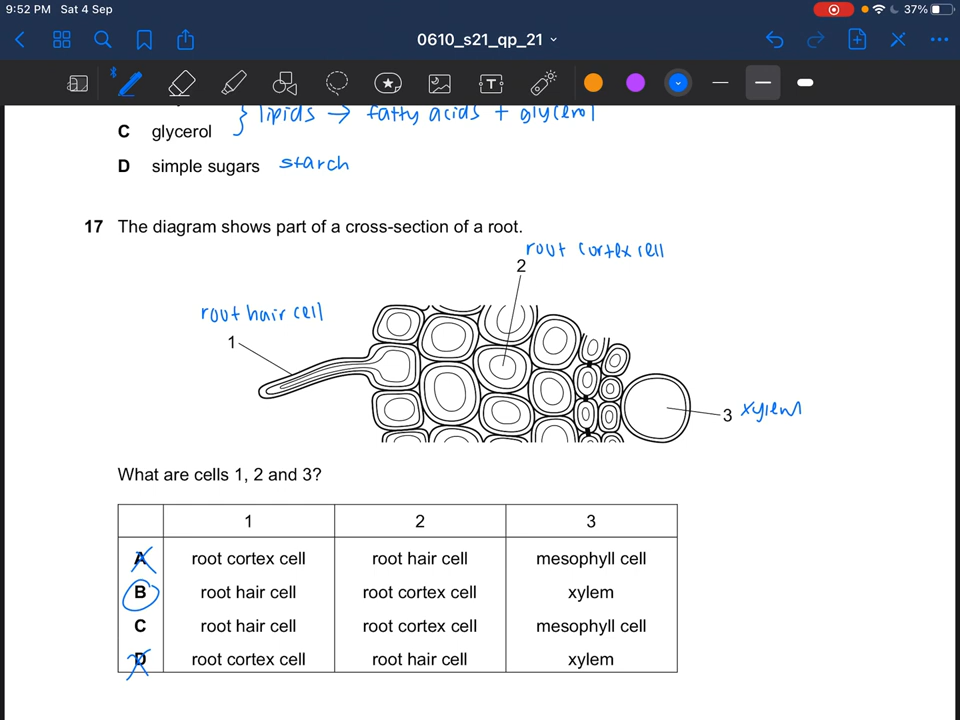 9:52 PM Sat 4 Sep
37%
0610_s21_qp_21
} lipids → fatty acids + glycerol
C glycerol
D simple sugars starch
17 The diagram shows part of a cross-section of a root.
root cortex cell
2
root hair cell
1
3 xylem
What are cells 1, 2 and 3?
1 2 3
A root cortex cell root hair cell mesophyll cell
B root hair cell root cortex cell xylem
C root hair cell root cortex cell mesophyll cell
D root cortex cell root hair cell xylem